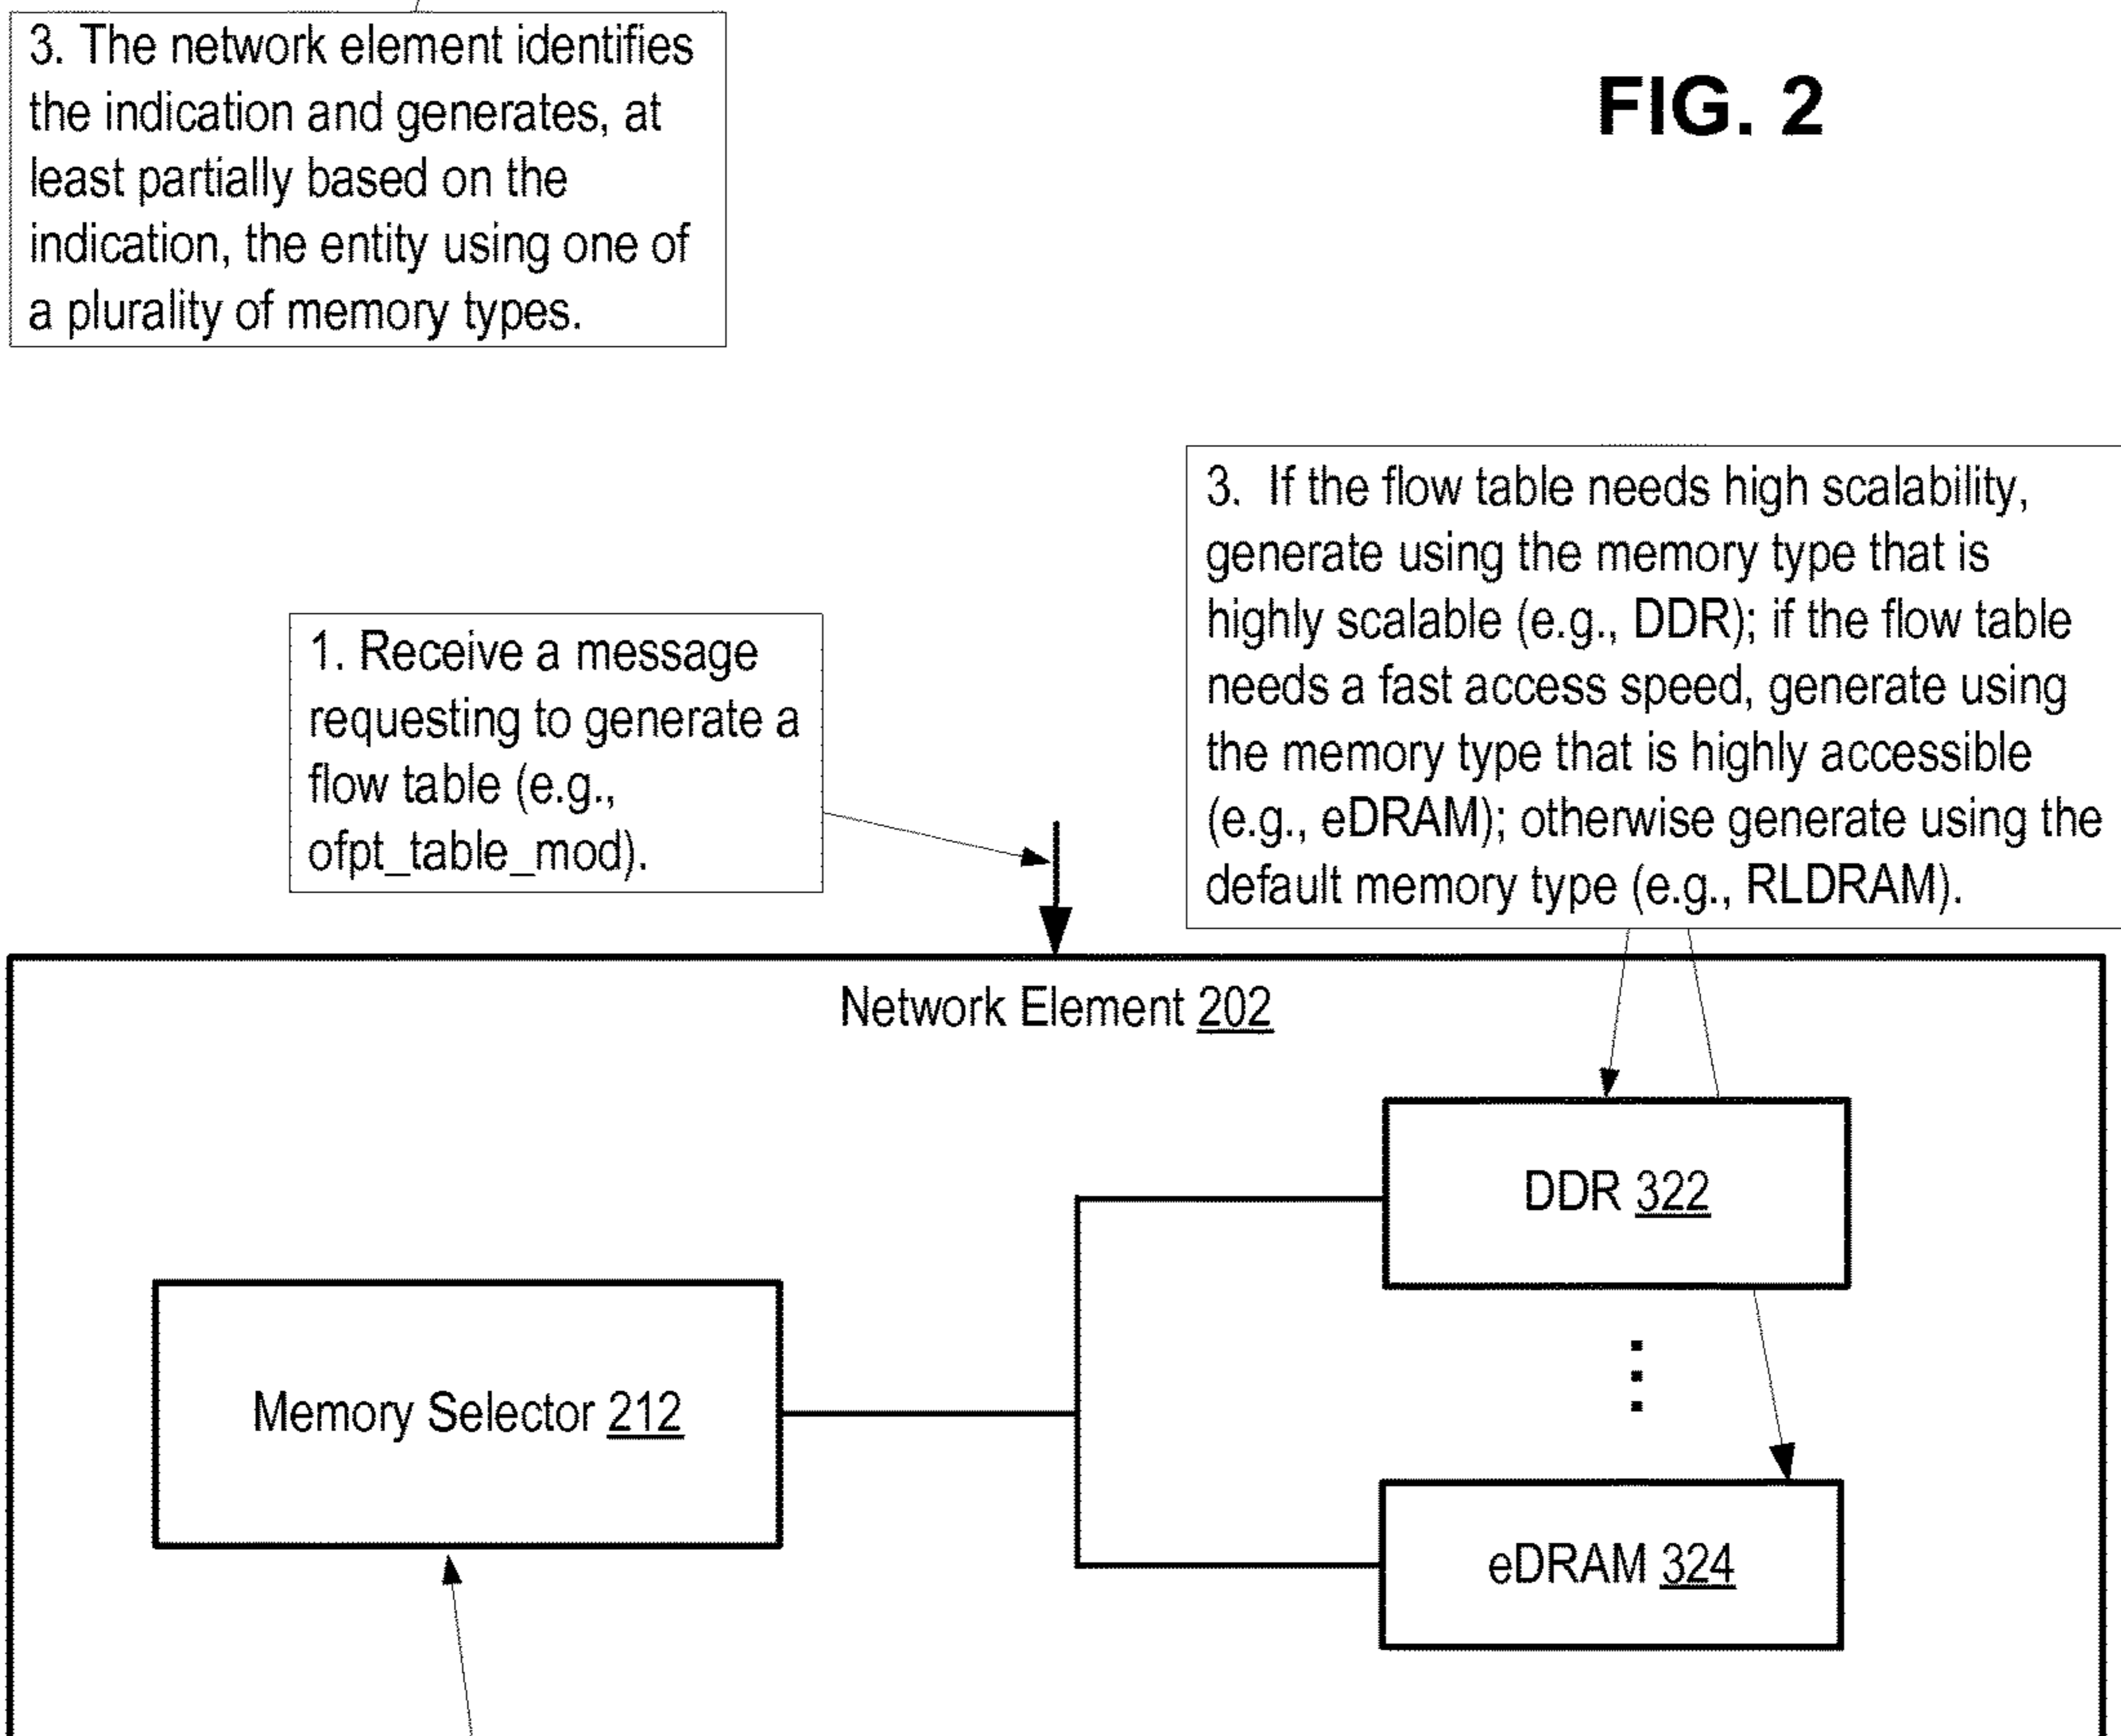 3. The network element identifies
the indication and generates, at
least partially based on the
indication, the entity using one of
a plurality of memory types.
FIG. 2
3. If the flow table needs high scalability,
generate using the memory type that is
highly scalable (e.g., DDR); if the flow table
needs a fast access speed, generate using
the memory type that is highly accessible
(e.g., eDRAM); otherwise generate using the
default memory type (e.g., RLDRAM).
1. Receive a message
requesting to generate a
flow table (e.g.,
ofpt_table_mod).
Network Element 202
DDR 322
Memory Selector 212
eDRAM 324